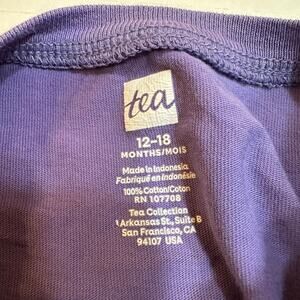 tea
12–18
MONTHS/MOIS
Made in Indonesia
Fabriqué en Indonésie
100% Cotton/Coton
RN 107708
Tea Collection
1 Arkansas St., Suite B
San Francisco, CA
94107 USA